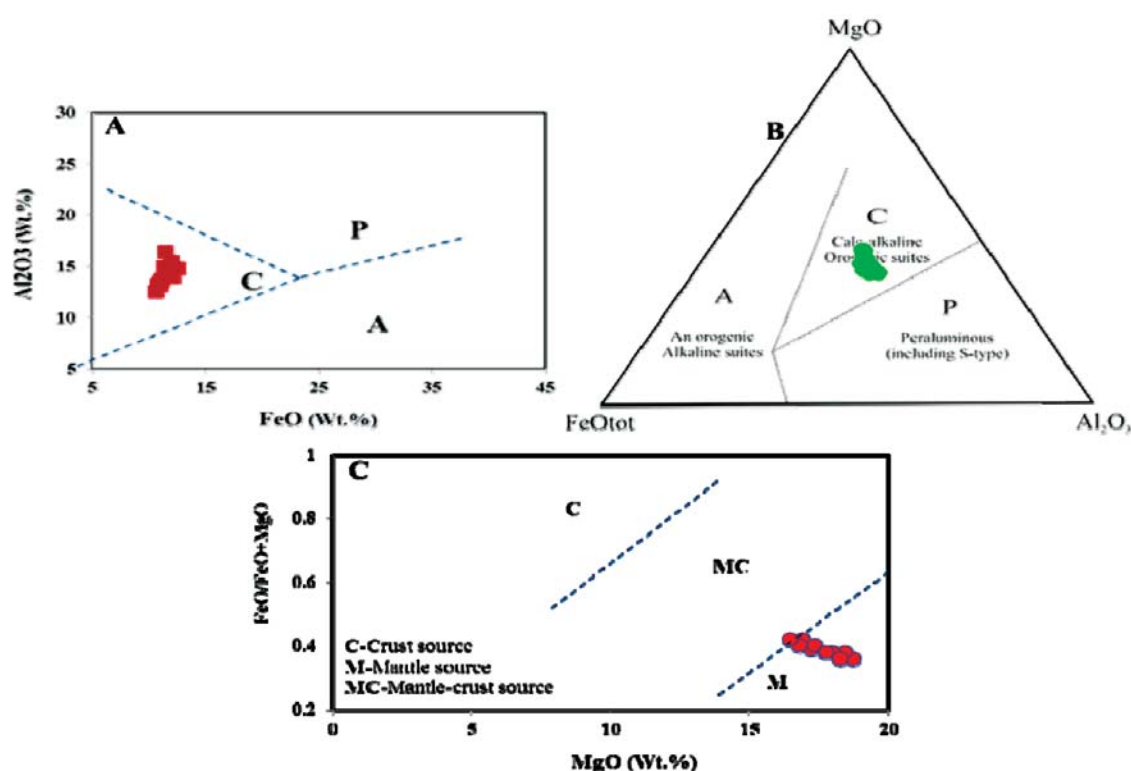 A
30
25
20
15
10
5
Al2O3 (Wt.%)
P
C
A
5
15
25
35
45
FeO (Wt.%)
MgO
B
C
Calc-alkaline
Orogenic suites
A
An orogenic
Alkaline suites
P
Peraluminous
(including S-type)
FeOtot
Al₂O₃
C
1
0.8
0.6
0.4
0.2
FeO/FeO+MgO
C
MC
M
C-Crust source
M-Mantle source
MC-Mantle-crust source
0
5
10
15
20
MgO (Wt.%)